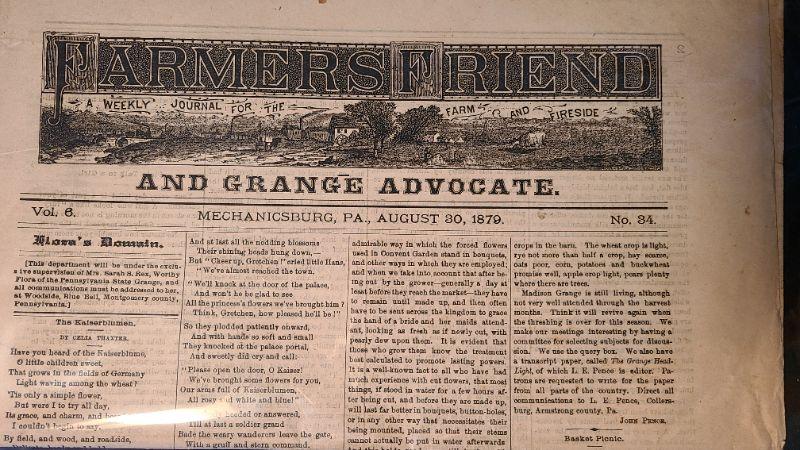 FARMERS FRIEND
A WEEKLY JOURNAL FOR THE FARM AND FIRESIDE
AND GRANGE ADVOCATE.
Vol. 6. MECHANICSBURG, PA., AUGUST 30, 1879. No. 34.
Flora's Domain.
[This department will be under the exclu-
ive supervision of Mrs. Sarah S. Rex, Worthy
Flora of the Pennsylvania State Grange, and
all communications must be addressed to her,
at Woodside, Blue Bell, Montgomery county,
Pennsylvania.]
The Kaiserblumen.
BY CELIA THAXTER.
Have you heard of the Kaiserblume,
O little children sweet,
That grows in the fields of Germany
Light waving among the wheat?
'Tis only a simple flower,
But were I to try all day,
Its grace, and charm, and
I couldn't begin to say.
By field, and wood, and roadside,
And at last all the nodding blossoms
Their shining heads hung down,—
But "Cheer up, Gretchen!" cried little Hans,
"We've almost reached the town.
"We'll knock at the door of the palace,
And won't he be glad to see
All the princess's flowers we've brought him?
Think, Gretchen, how pleased he'll be!"
So they plodded patiently onward,
And with hands so soft and small
They knocked at the palace portal,
And sweetly did cry and call:
"Please open the door, O Kaiser!
We've brought some flowers for you,
Our arms full of Kaiserblumen,
All rosy and white and blue!"
heeded or answered,
Till at last a soldier grand
Bade the weary wanderers leave the gate,
With a gruff and stern command.
admirable way in which the forced flowers
used in Convent Garden stand in bouquets,
and other ways in which they are employed;
and when we take into account that after be-
ing cut by the grower—generally a day at
least before they reach the market—they have
to remain until made up, and then often
have to be sent across the kingdom to grace
the hand of a bride and her maids attend-
ant, looking as fresh as if newly cut, with
pearly dew upon them. It is evident that
those who grow them know the treatment
best calculated to promote lasting powers.
It is a well-known fact to all who have had
much experience with cut flowers, that most
things, if stood in water for a few hours af-
ter being cut, and before they are made up,
will last far better in bouquets, button-holes,
or in any other way that necessitates their
being mounted, placed so that their stems
cannot actually be put in water afterwards
crops in the barn. The wheat crop is light,
rye not more than half a crop, hay scarce,
oats poor, corn, potatoes and buckwheat
promise well, apple crop light, pears plenty
where there are trees.
Madison Grange is still living, although
not very well attended through the harvest
months. Think it will revive again when
the threshing is over for this season. We
make our meetings interesting by having a
committee for selecting subjects for discus-
sion. We use the query box. We also have
a transcript paper, called The Grange Head-
Light, of which L. E. Pence is editor. Pa-
trons are requested to write for the paper
from all parts of the country. Direct all
communications to L. E. Pence, Collers-
burg, Armstrong county, Pa.
JOHN PENCE.
Basket Picnic.